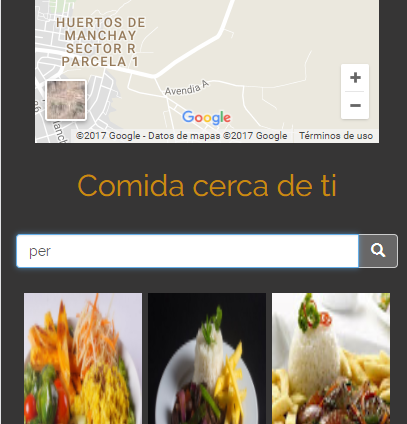 HUERTOS DE
MANCHAY
SECTOR R
PARCELA 1
Avendia A
Google
©2017 Google - Datos de mapas ©2017 Google
Términos de uso
Comida cerca de ti
per